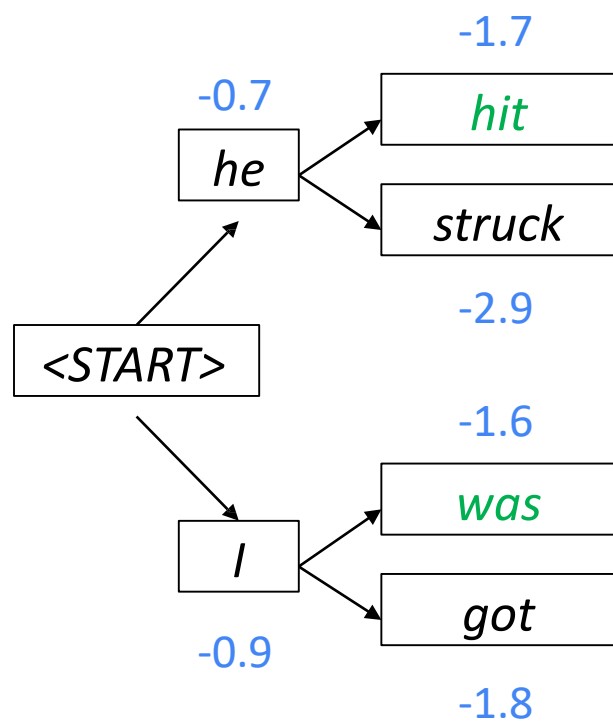 -1.7
-0.7
hit
he
struck
-2.9
<START>
-1.6
was
I
got
-0.9
-1.8